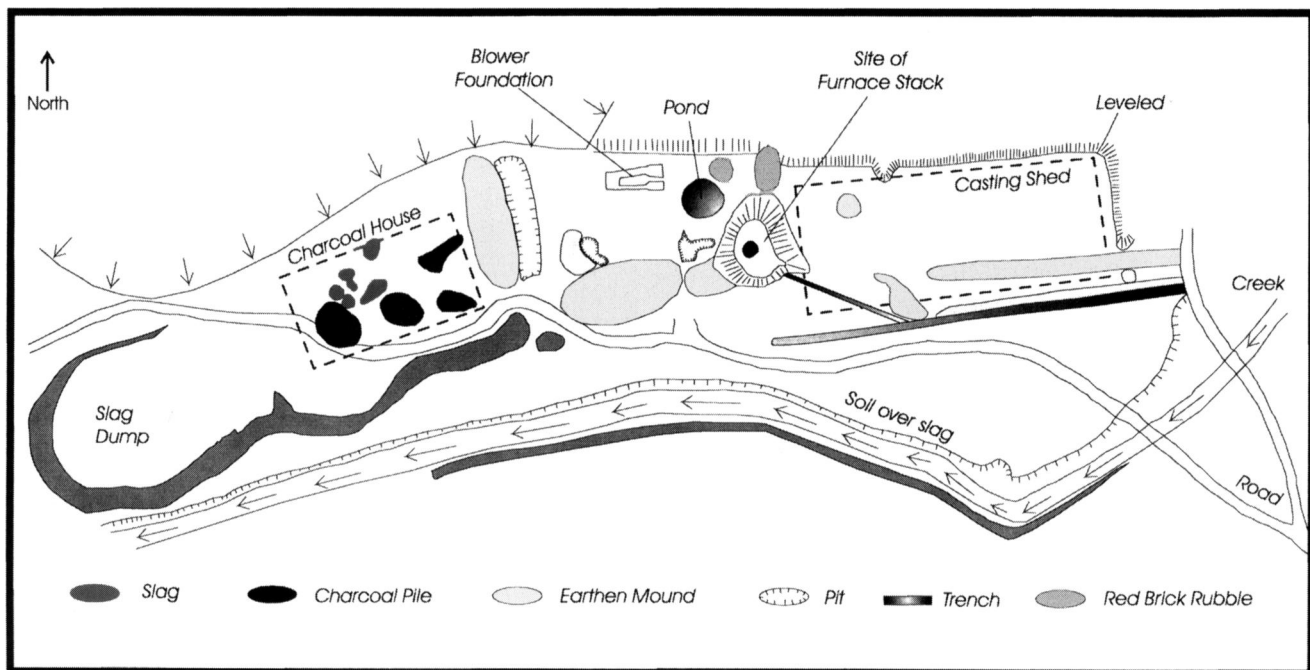 North
Blower
Foundation
Pond
Site of
Furnace Stack
Leveled
Charcoal House
Casting Shed
Creek
Slag
Dump
Soil over slag
Road
Slag
Charcoal Pile
Earthen Mound
Pit
Trench
Red Brick Rubble